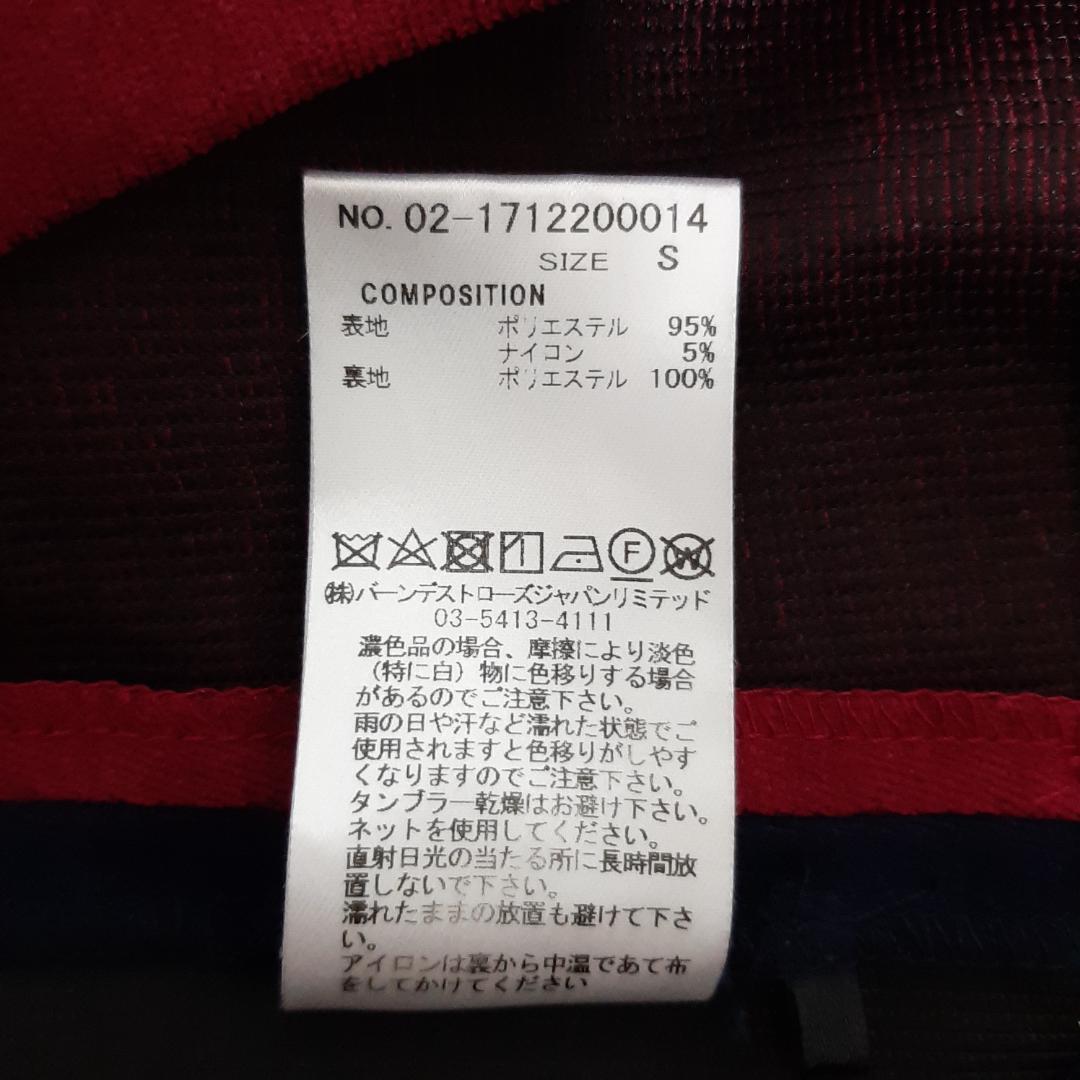 NO. 02-1712200014
SIZE S
COMPOSITION
表地 ポリエステル 95%
ナイロン 5%
裏地 ポリエステル 100%
F
W
㈱バーンデストローズジャパンリミテッド
03-5413-4111
濃色品の場合、摩擦により淡色
(特に白)物に色移りする場合
があるのでご注意下さい。
雨の日や汗など濡れた状態でご
使用されますと色移りがしやす
くなりますのでご注意下さい。
タンブラー乾燥はお避け下さい。
ネットを使用してください。
直射日光の当たる所に長時間放
置しないで下さい。
濡れたままの放置も避けて下さ
い。
アイロンは裏から中温であて布
をしてかけてください